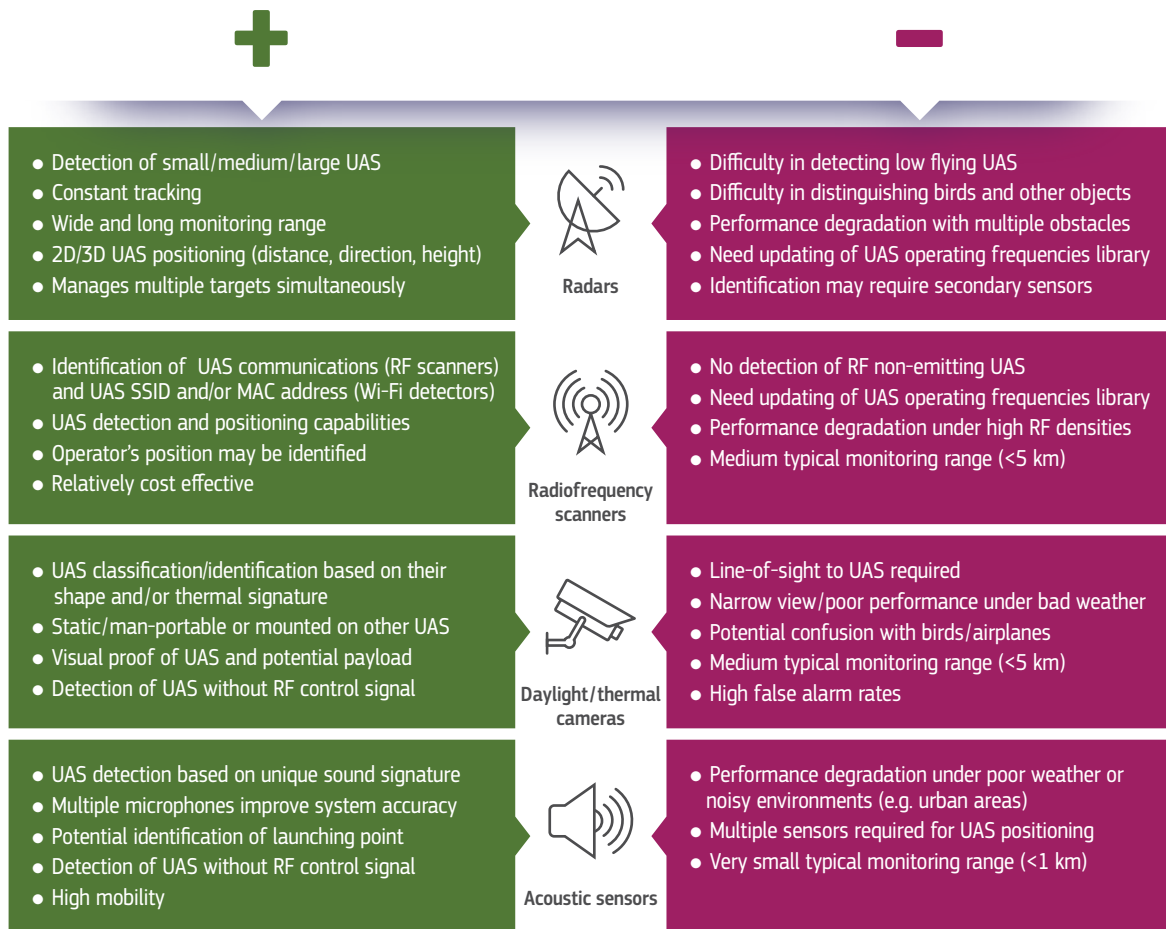 ● Detection of small/medium/large UAS
● Constant tracking
● Wide and long monitoring range
● 2D/3D UAS positioning (distance, direction, height)
● Manages multiple targets simultaneously
Radars
● Difficulty in detecting low flying UAS
● Difficulty in distinguishing birds and other objects
● Performance degradation with multiple obstacles
● Need updating of UAS operating frequencies library
● Identification may require secondary sensors
● Identification of UAS communications (RF scanners)
and UAS SSID and/or MAC address (Wi-Fi detectors)
● UAS detection and positioning capabilities
● Operator's position may be identified
● Relatively cost effective
Radiofrequency
scanners
● No detection of RF non-emitting UAS
● Need updating of UAS operating frequencies library
● Performance degradation under high RF densities
● Medium typical monitoring range (<5 km)
● UAS classification/identification based on their
shape and/or thermal signature
● Static/man-portable or mounted on other UAS
● Visual proof of UAS and potential payload
● Detection of UAS without RF control signal
Daylight/thermal
cameras
● Line-of-sight to UAS required
● Narrow view/poor performance under bad weather
● Potential confusion with birds/airplanes
● Medium typical monitoring range (<5 km)
● High false alarm rates
● UAS detection based on unique sound signature
● Multiple microphones improve system accuracy
● Potential identification of launching point
● Detection of UAS without RF control signal
● High mobility
Acoustic sensors
● Performance degradation under poor weather or
noisy environments (e.g. urban areas)
● Multiple sensors required for UAS positioning
● Very small typical monitoring range (<1 km)